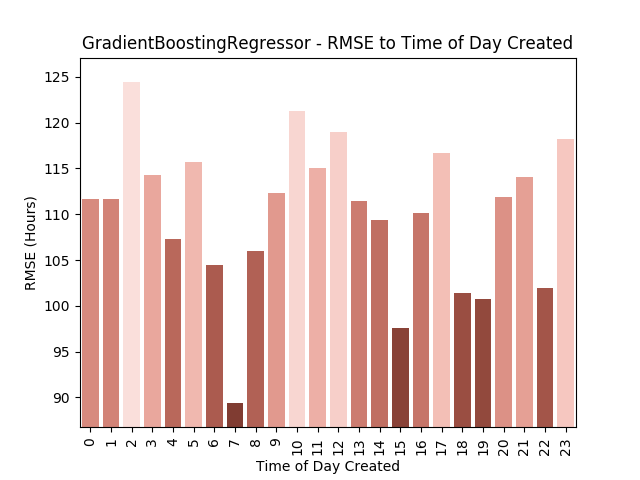 GradientBoostingRegressor - RMSE to Time of Day Created
125
120
115
110
105
100
95
90
RMSE (Hours)
0 1 2 3 4 5 6 7 8 9 10 11 12 13 14 15 16 17 18 19 20 21 22 23
Time of Day Created